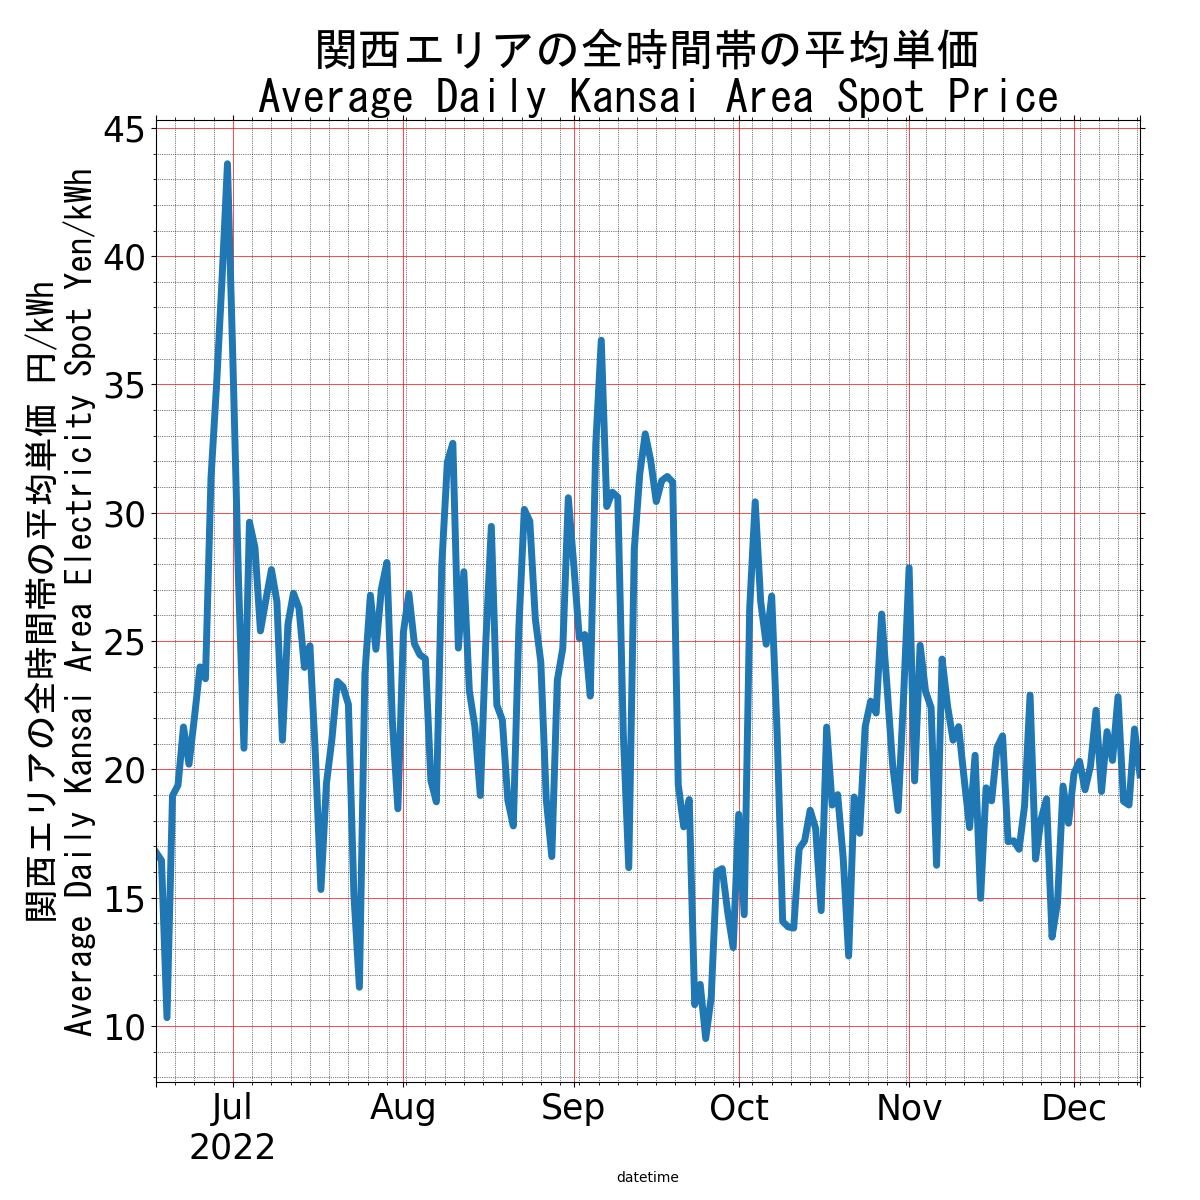 関西エリアの全時間帯の平均単価
Average Daily Kansai Area Spot Price
関西エリアの全時間帯の平均単価 円/kWh
Average Daily Kansai Area Electricity Spot Yen/kWh
45
40
35
30
25
20
15
10
Jul
2022
Aug
Sep
Oct
Nov
Dec
datetime